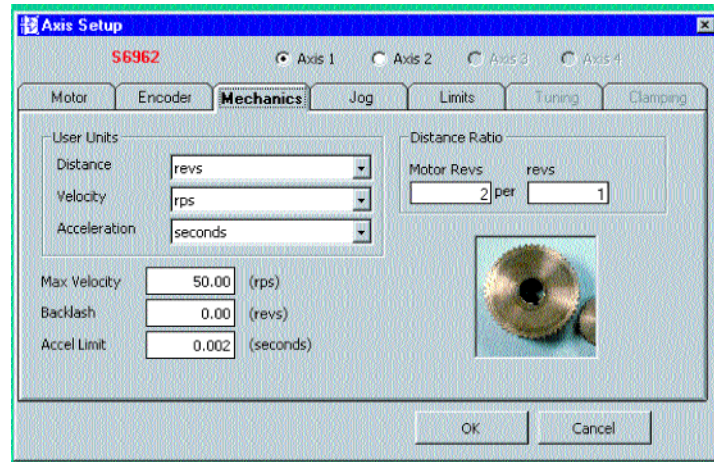 Axis Setup
S6962 Axis 1 Axis 2 Axis 3 Axis 4
Motor Encoder Mechanics Jog Limits Tuning Clamping
User Units
Distance revs
Velocity rps
Acceleration seconds
Distance Ratio
Motor Revs revs
2 per 1
Max Velocity 50.00 (rps)
Backlash 0.00 (revs)
Accel Limit 0.002 (seconds)
OK Cancel